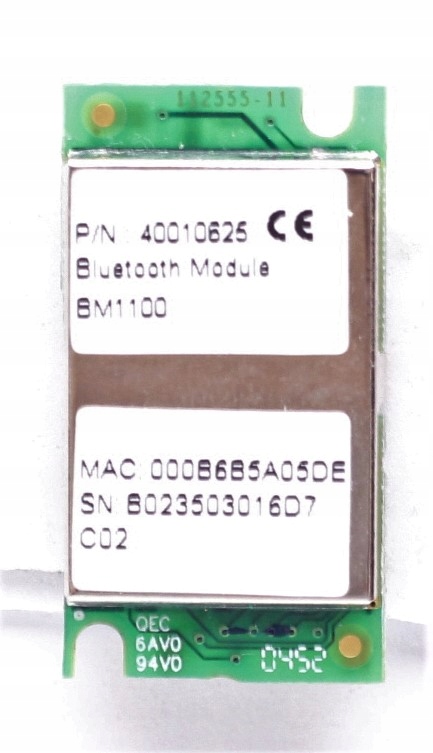 112555-11
P/N : 40010625 CE
Bluetooth Module
BM1100
MAC: 000B6B5A05DE
SN: B023503016D7
C02
QEC
6AV0
94V0
0452